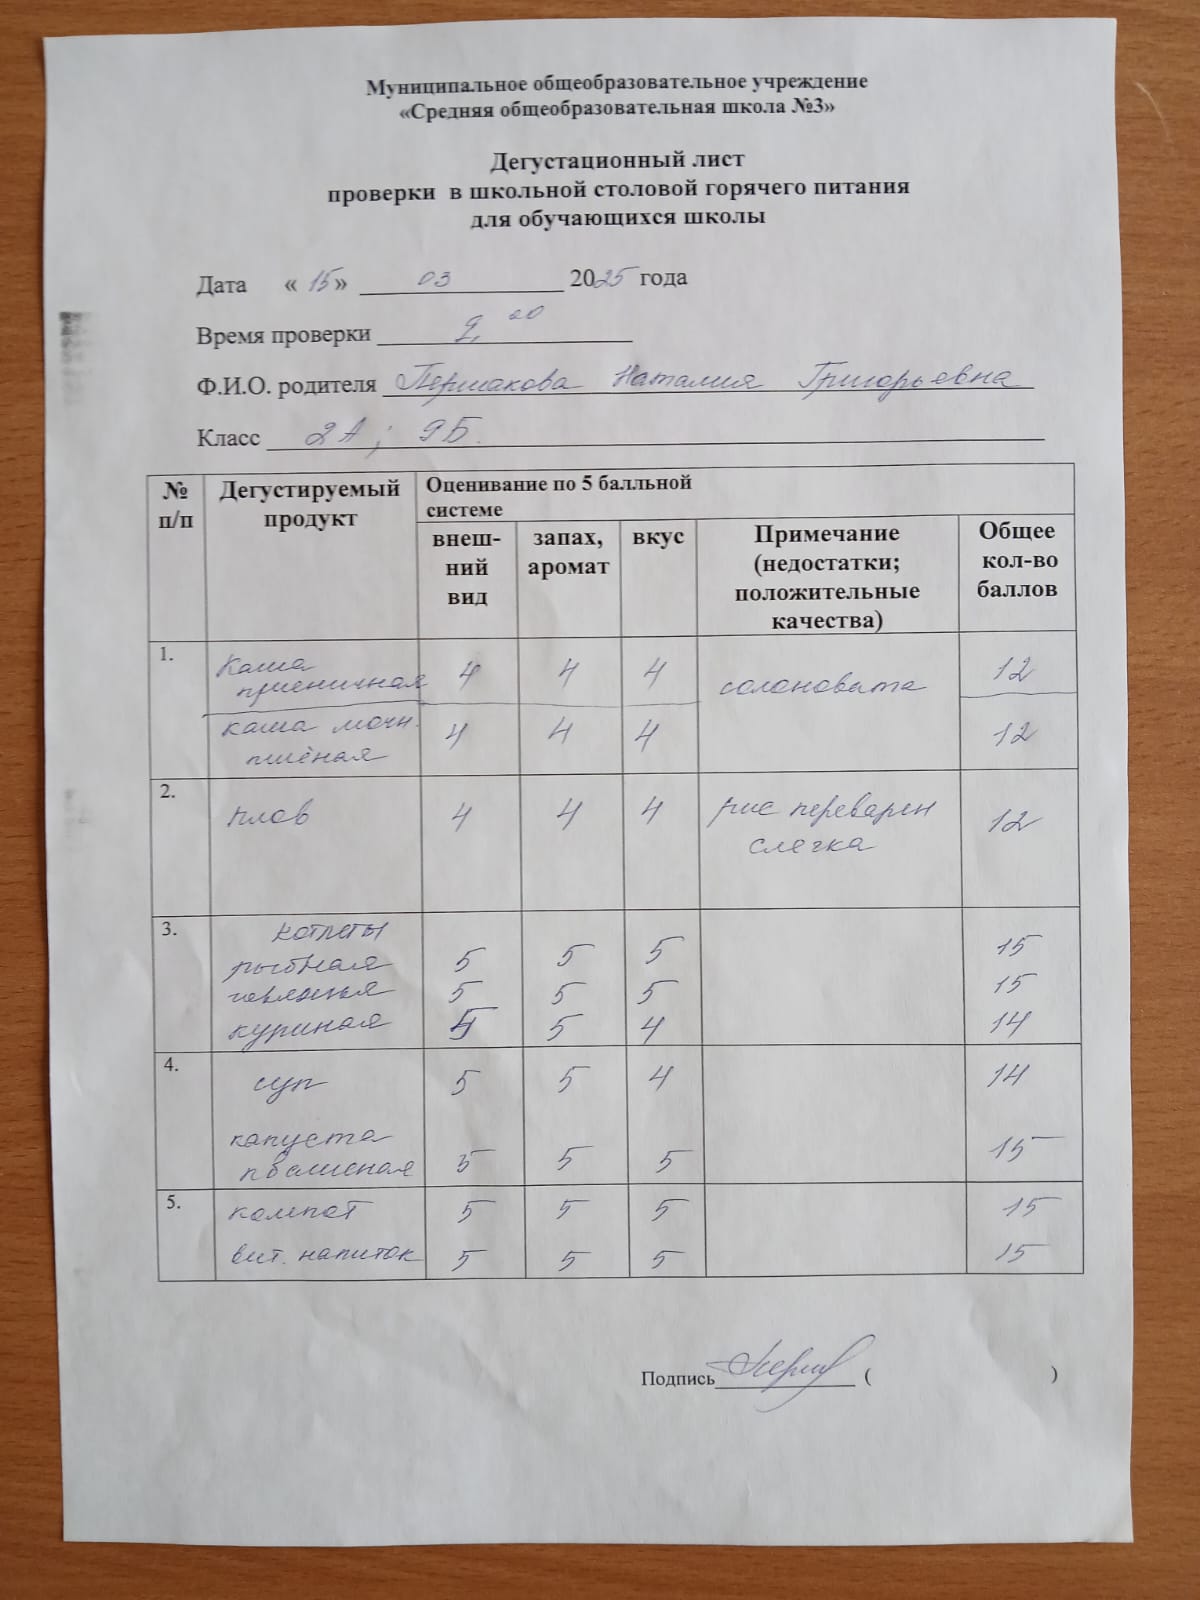 Муниципальное общеобразовательное учреждение
«Средняя общеобразовательная школа №3»
Дегустационный лист
проверки в школьной столовой горячего питания
для обучающихся школы
Дата « 15 » 03 2025 года
Время проверки 9.00
Ф.И.О. родителя Пермакова Наталия Григорьевна
Класс 2А ; 9Б.
№ п/п Дегустируемый продукт Оценивание по 5 балльной системе
внеш-ний вид запах, аромат вкус Примечание (недостатки; положительные качества) Общее кол-во баллов
1. Каша пшеничная 4 4 4 солоновата 12
каша молочн. пшёная 4 4 4 12
2. плов 4 4 4 рис переварен слегка 12
3. котлеты
рыбная 5 5 5 15
5 5 5 15
куриная 5 5 4 14
4. суп 5 5 4 14
капуста 5 5 5 15
5. компот 5 5 5 15
вит. напиток 5 5 5 15
Подпись ( )